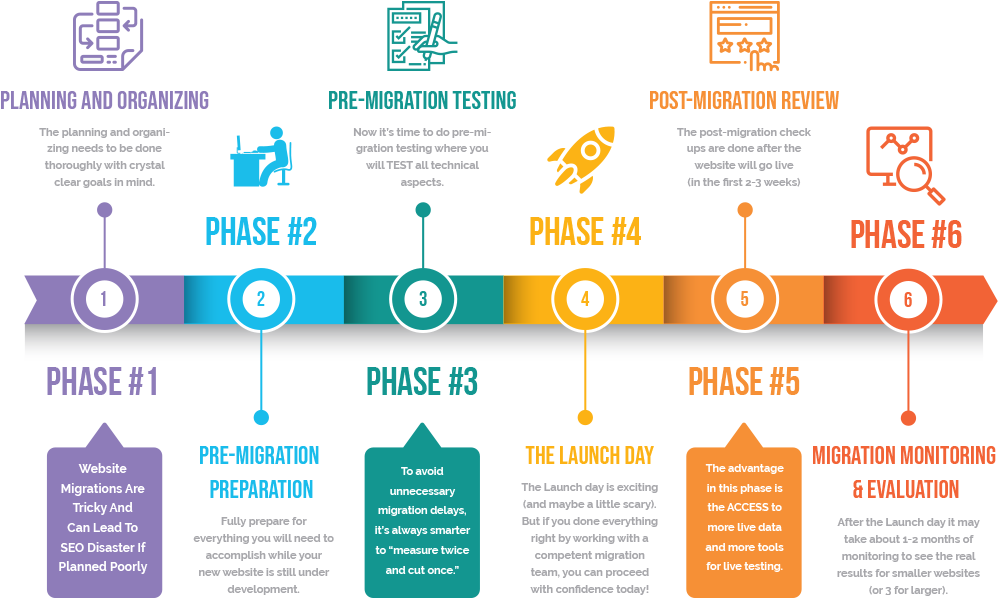 PLANNING AND ORGANIZING
The planning and organi-
zing needs to be done
thoroughly with crystal
clear goals in mind.
1
PHASE #1
Website
Migrations Are
Tricky And
Can Lead To
SEO Disaster If
Planned Poorly
PHASE #2
2
PRE-MIGRATION
PREPARATION
Fully prepare for
everything you will need to
accomplish while your
new website is still under
development.
PRE-MIGRATION TESTING
Now it's time to do pre-mi-
gration testing where you
will TEST all technical
aspects.
3
PHASE #3
To avoid
unnecessary
migration delays,
it's always smarter
to “measure twice
and cut once.”
PHASE #4
4
THE LAUNCH DAY
The Launch day is exciting
(and maybe a little scary).
But if you done everything
right by working with a
competent migration
team, you can proceed
with confidence today!
POST-MIGRATION REVIEW
The post-migration check
ups are done after the
website will go live
(in the first 2-3 weeks)
5
PHASE #5
The advantage
in this phase is
the ACCESS to
more live data
and more tools
for live testing.
PHASE #6
6
MIGRATION MONITORING
& EVALUATION
After the Launch day it may
take about 1-2 months of
monitoring to see the real
results for smaller websites
(or 3 for larger).